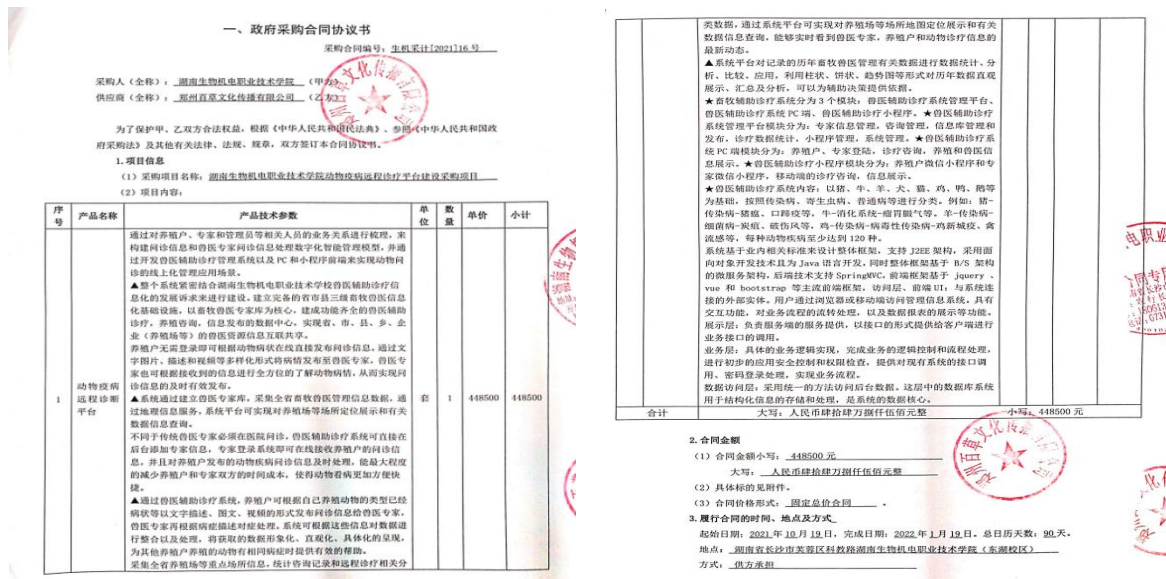 一、政府采购合同协议书
采购合同编号：生机采计[2021]16号
采购人（全称）：湖南生物机电职业技术学院（甲方）
供应商（全称）：郑州百草文化传播有限公司（乙方）
为了保护甲、乙双方合法权益，根据《中华人民共和国民法典》、参照《中华人民共和国政
府采购法》及其他有关法律、法规、规章，双方签订本合同协议书。
1.项目信息
（1）采购项目名称：湖南生物机电职业技术学院动物疫病远程诊疗平台建设采购项目
（2）项目内容：
序号 产品名称 产品技术参数 单位 数量 单价 小计
1 动物疫病远程诊断平台 套 1 448500 448500
通过对养殖户、专家和管理员等相关人员的业务关系进行梳理，来
构建问诊信息和兽医专家问诊信息处理数字化智能管理模型，并通
过开发兽医辅助诊疗管理系统以及PC和小程序前端来实现动物问
诊的线上化管理应用场景。
▲整个系统紧密结合湖南生物机电职业技术学校兽医辅助诊疗信
息化的发展诉求来进行建设。建立完备的省市县三级畜牧兽医信息
化基础设施，以畜牧兽医专家库为核心，建成功能齐全的兽医辅助
诊疗，养殖咨询，信息发布的数据中心，实现省、市、县、乡、企
业（养殖场等）的兽医资源信息互联共享。
养殖户无需登录即可根据动物病状在线直接发布问诊信息，通过文
字图片、描述和视频等多样化形式将病情发布至兽医专家，兽医专
家也可根据接收到的信息进行全方位的了解动物病情，从而实现问
诊信息的及时有效发布。
▲系统通过建立兽医专家库，采集全省畜牧兽医管理信息数据，通
过地理信息服务，系统平台可实现对养殖场等场所定位展示和有关
数据信息查询。
不同于传统兽医专家必须在医院问诊，兽医辅助诊疗系统可直接在
后台添加专家信息，专家登录系统即可在线接收养殖户的问诊信
息，并且对养殖户发布的动物疾病问诊信息及时处理，能最大程度
的减少养殖户和专家双方的时间成本，使得动物看病更加方便快
捷。
▲通过兽医辅助诊疗系统，养殖户可根据自己养殖动物的类型已经
病状等以文字描述、图文、视频的形式发布问诊信息给兽医专家，
兽医专家再根据病症描述对症处理。系统可根据这些信息对数据进
行整合以及处理，将获取的数据形象化、直观化、具体化的呈现，
为其他养殖户养殖的动物有相同病症时提供有效的帮助。
采集全省养殖场等重点场所信息，统计咨询记录和远程诊疗相关分
类数据，通过系统平台可实现对养殖场等场所地图定位展示和有关
数据信息查询，能够实时看到兽医专家，养殖户和动物诊疗信息的
最新动态。
▲系统平台对记录的历年畜牧兽医管理有关数据进行数据统计、分
析、比较、应用，利用柱状、饼状、趋势图等形式对历年数据直观
展示、汇总及分析，可以为辅助决策提供依据。
★畜牧辅助诊疗系统分为3个模块：兽医辅助诊疗系统管理平台、
兽医辅助诊疗系统PC端、兽医辅助诊疗小程序。★兽医辅助诊疗
系统管理平台模块分为：专家信息管理，咨询管理，信息库管理和
发布，诊疗数据统计，小程序管理，系统管理。★兽医辅助诊疗系
统PC端模块分为：养殖户、专家登陆，诊疗咨询，养殖和兽医信
息展示。★兽医辅助诊疗小程序模块分为：养殖户微信小程序和专
家微信小程序，移动端的诊疗咨询，信息展示。
★兽医辅助诊疗系统内容：以猪、牛、羊、犬、猫、鸡、鸭、鹅等
为基础，按照传染病、寄生虫病、普通病等进行分类。例如：猪-
传染病-猪瘟、口蹄疫等，牛-消化系统-瘤胃臌气等。羊-传染病-
细菌病-炭疽、破伤风等，鸡-传染病-病毒性传染病-鸡新城疫、禽
流感等，每种动物疾病至少达到120种。
系统基于业内相关标准来设计整体框架，支持J2EE架构，采用面
向对象开发技术且为Java语言开发，同时整体框架基于 B/S 架构
的微服务架构，后端技术支持SpringMVC，前端框架基于 jquery 、
vue 和 bootstrap 等主流前端框架。访问层、前端UI：与系统连
接的外部实体。用户通过浏览器或移动端访问管理信息系统。具有
交互功能，对业务流程的流转处理，以及数据报表的展示等功能。
展示层：负责服务端的服务提供，以接口的形式提供给客户端进行
业务接口的调用。
业务层：具体的业务逻辑实现，完成业务的逻辑控制和流程处理，
进行初步的应用安全控制和权限检查，提供对现有系统的接口调
用、密码登录处理，实现业务流程。
数据访问层：采用统一的方法访问后台数据，这层中的数据库系统
用于结构化信息的存储和处理，是系统的数据核心。
合计 大写：人民币肆拾肆万捌仟伍佰元整 小写：448500元
2.合同金额
（1）合同金额小写：448500元
大写：人民币肆拾肆万捌仟伍佰元整
（2）具体标的见附件。
（3）合同价格形式：固定总价合同。
3.履行合同的时间、地点及方式
起始日期：2021年10月19日，完成日期：2022年1月19日。总日历天数：90天。
地点：湖南省长沙市芙蓉区科教路湖南生物机电职业技术学院（东湖校区）
方式：供方承担